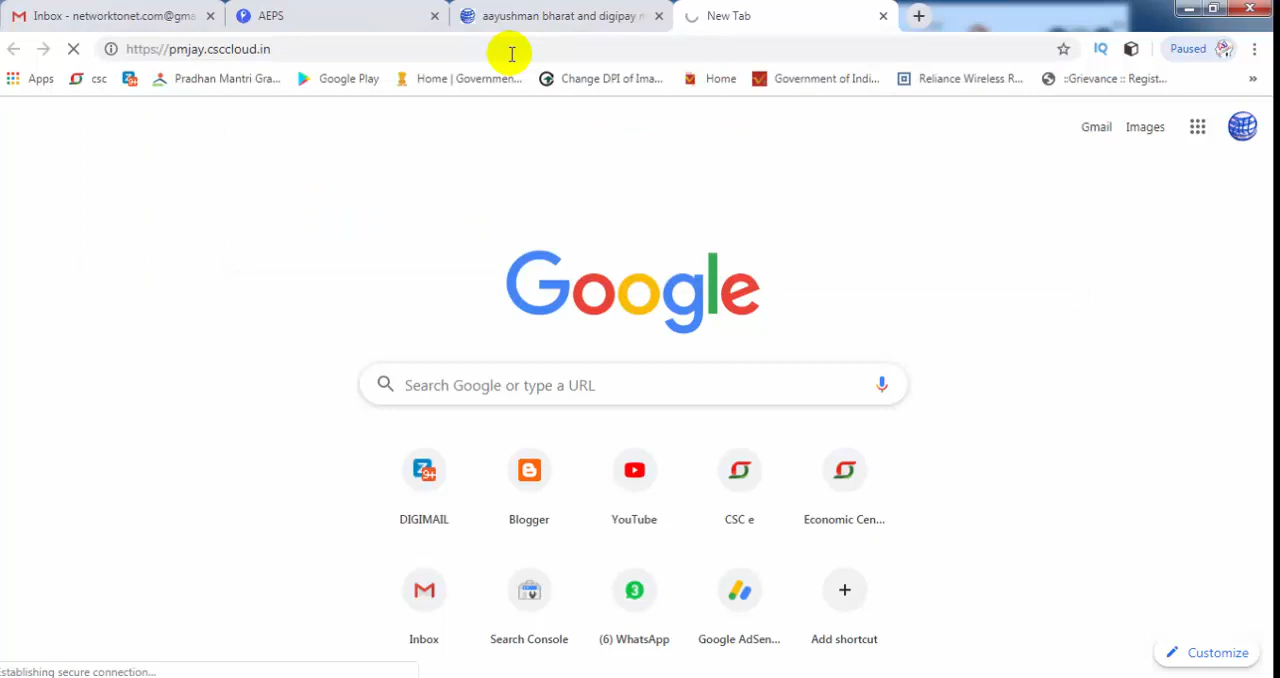 Inbox - networktonet.com@gma
AEPS
aayushman bharat and digipay n
New Tab
https://pmjay.csccloud.in
Paused
Apps
csc
Pradhan Mantri Gra...
Google Play
Home | Governmen...
Change DPI of Ima...
Home
Government of Indi...
Reliance Wireless R...
::Grievance :: Regist...
Gmail
Images
Google
Search Google or type a URL
DIGIMAIL
Blogger
YouTube
CSC e
Economic Cen...
Inbox
Search Console
(6) WhatsApp
Google AdSen...
Add shortcut
Customize
Establishing secure connection...